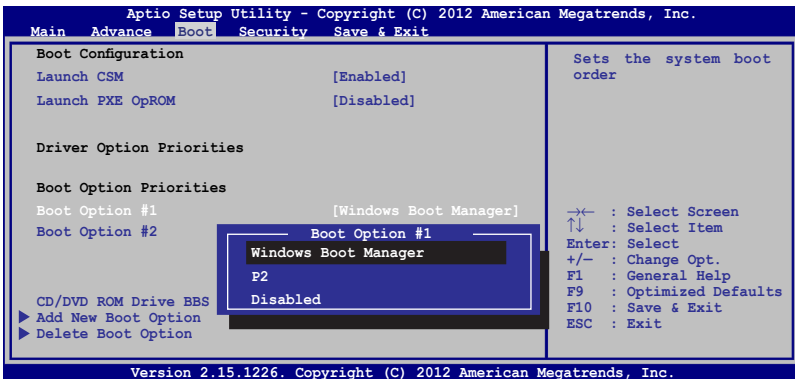 Aptio Setup Utility - Copyright (C) 2012 American Megatrends, Inc.
Main Advance Boot Security Save & Exit
Boot Configuration
Launch CSM [Enabled]
Launch PXE OpROM [Disabled]
Driver Option Priorities
Boot Option Priorities
Boot Option #1 [Windows Boot Manager]
Boot Option #2
CD/DVD ROM Drive BBS
Add New Boot Option
Delete Boot Option
Boot Option #1
Windows Boot Manager
P2
Disabled
Sets the system boot
order
→← : Select Screen
↑↓ : Select Item
Enter: Select
+/— : Change Opt.
F1 : General Help
F9 : Optimized Defaults
F10 : Save & Exit
ESC : Exit
Version 2.15.1226. Copyright (C) 2012 American Megatrends, Inc.